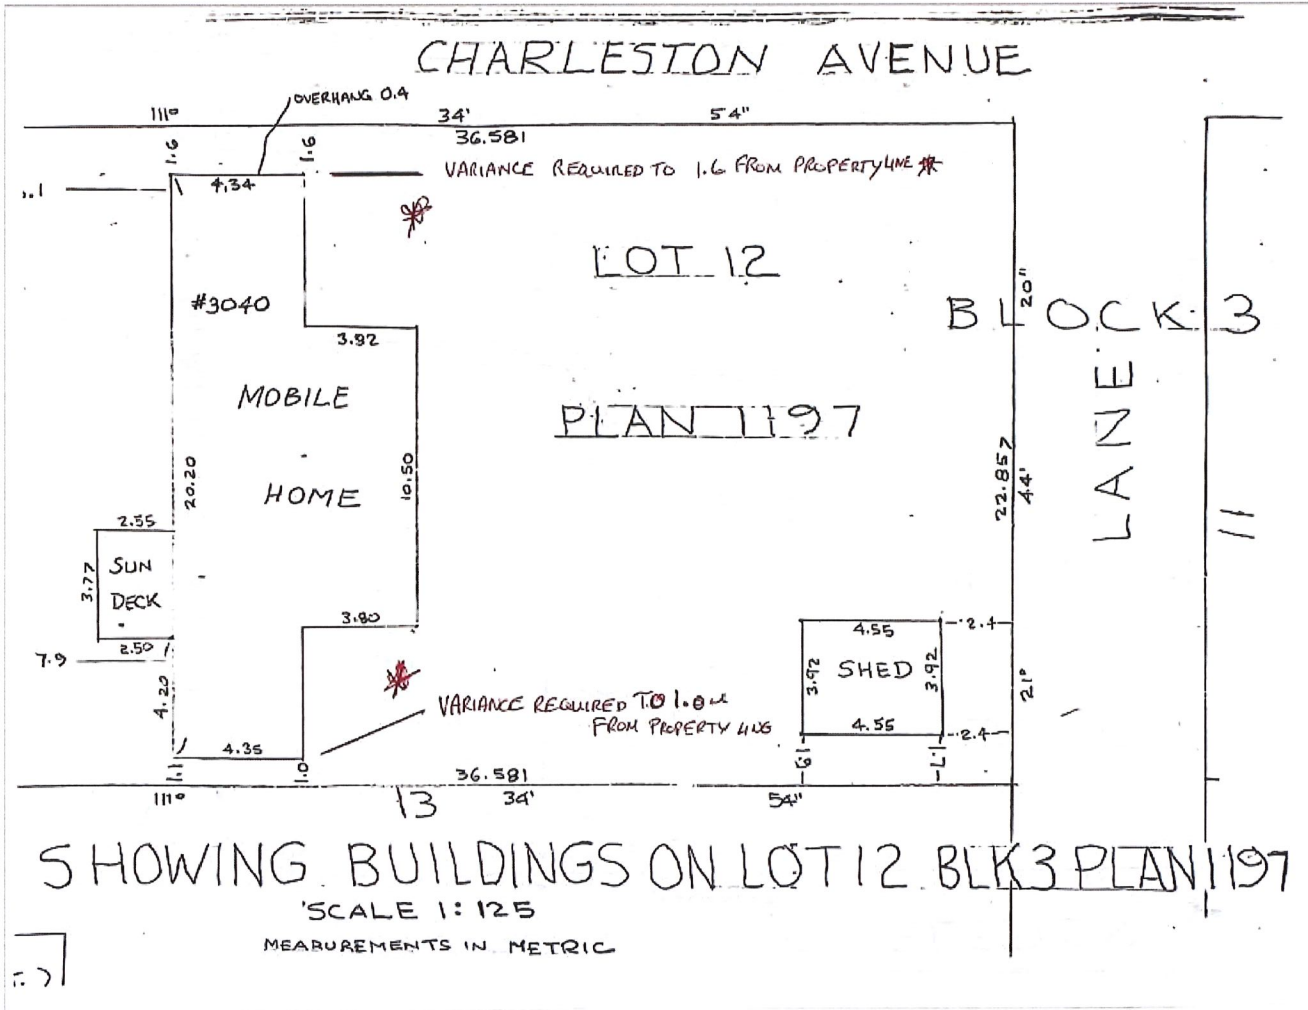 CHARLESTON AVENUE
OVERHANG 0.4
111° 34' 54"
36.581
1.6 1.6
VARIANCE REQUIRED TO 1.6 FROM PROPERTY LINE *
4.34
LOT 12
#3040
BLOCK 3
20"
3.92
LANE
MOBILE
PLAN 1197
HOME
20.20
10.50
22.857
44'
11
2.55
SUN
DECK
3.77
2.50
7.9
3.80
4.55
2.4
SHED
3.92
3.92
21°
4.20
VARIANCE REQUIRED TO 1.0
FROM PROPERTY LINE
4.55
2.4
4.35
1.1
1.0
1.9
1.7
36.581
111° 34' 54"
13
SHOWING BUILDINGS ON LOT 12 BLK 3 PLAN 1197
SCALE 1:125
MEARUREMENTS IN METRIC